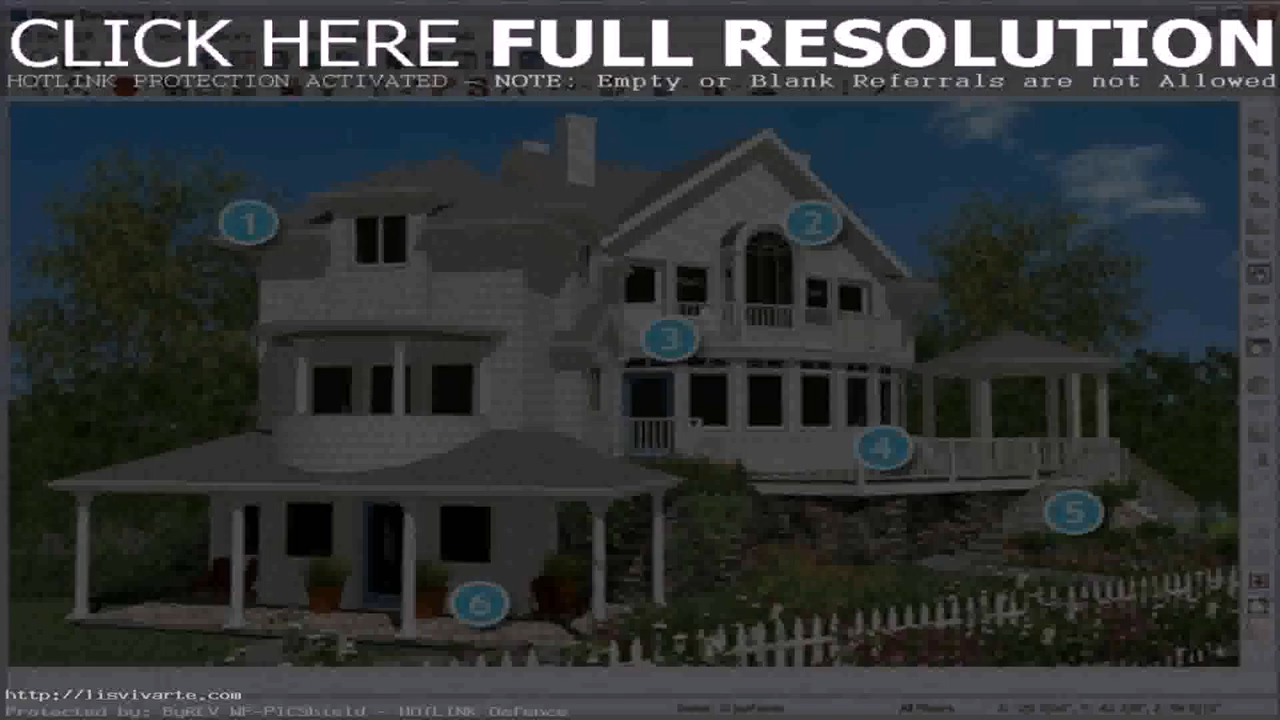 CLICK HERE FULL RESOLUTION
HOTLINK PROTECTION ACTIVATED - NOTE: Empty or Blank Referrals are not Allowed
1
2
3
4
5
6
http://lisvivarte.com
Protected by: ByREV WP-PICShield - HOTLINK Defence